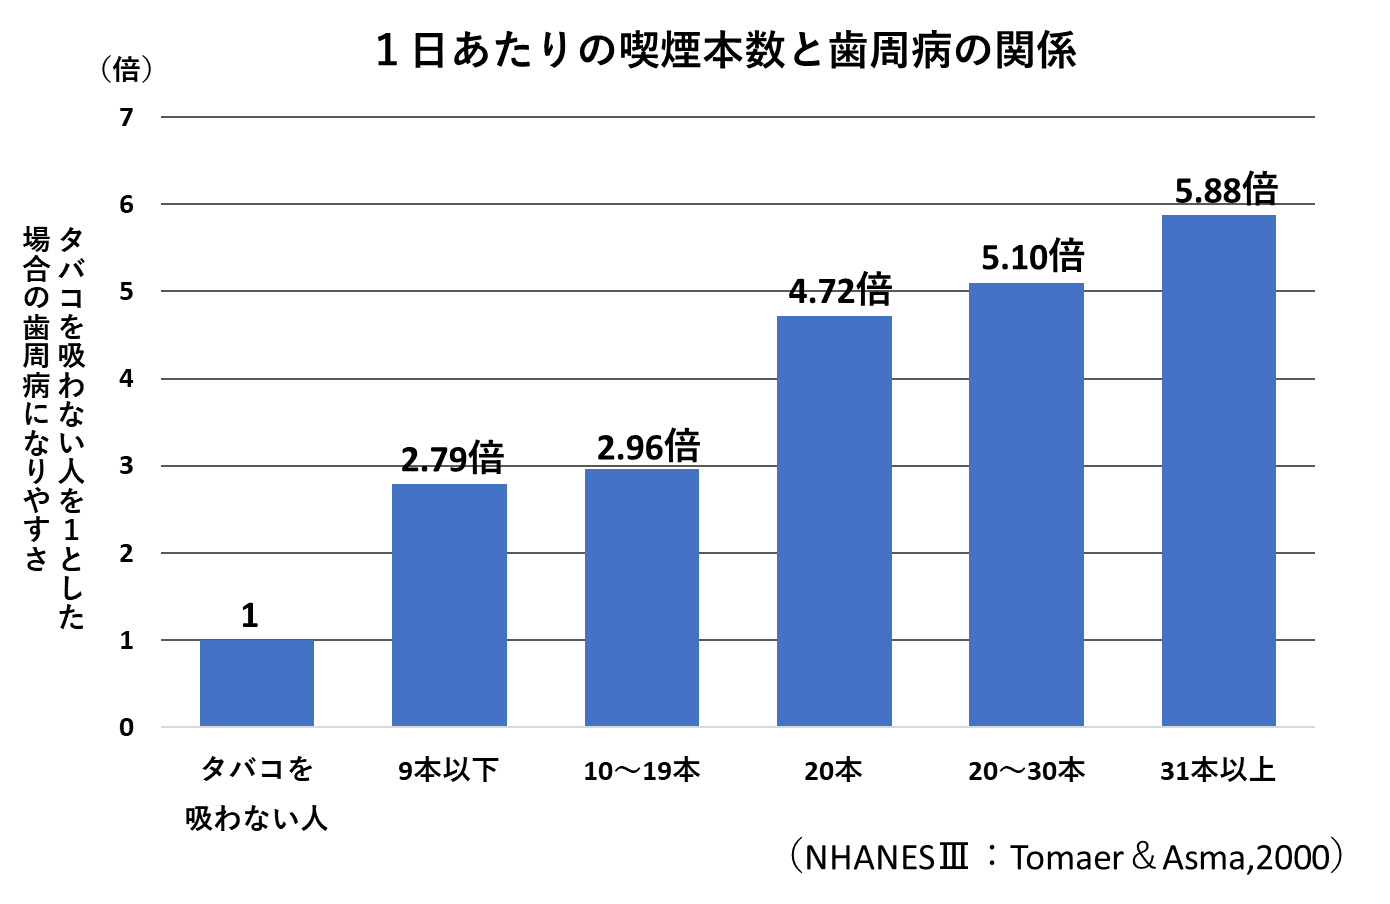 １日あたりの喫煙本数と歯周病の関係
（倍）
7
6
5
4
3
2
1
0
タバコを吸わない人を１とした
場合の歯周病になりやすさ
1
2.79倍
2.96倍
4.72倍
5.10倍
5.88倍
タバコを
吸わない人
9本以下
10～19本
20本
20～30本
31本以上
（NHANESⅢ：Tomaer＆Asma,2000）